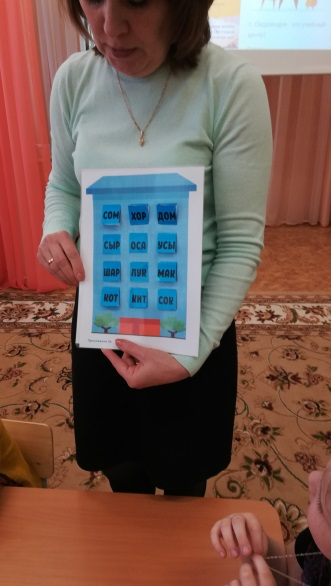 СОМ ХОР ДОМ
СЫР ОСА УСЫ
ШАР ЛУК МАК
КОТ КИТ СОК